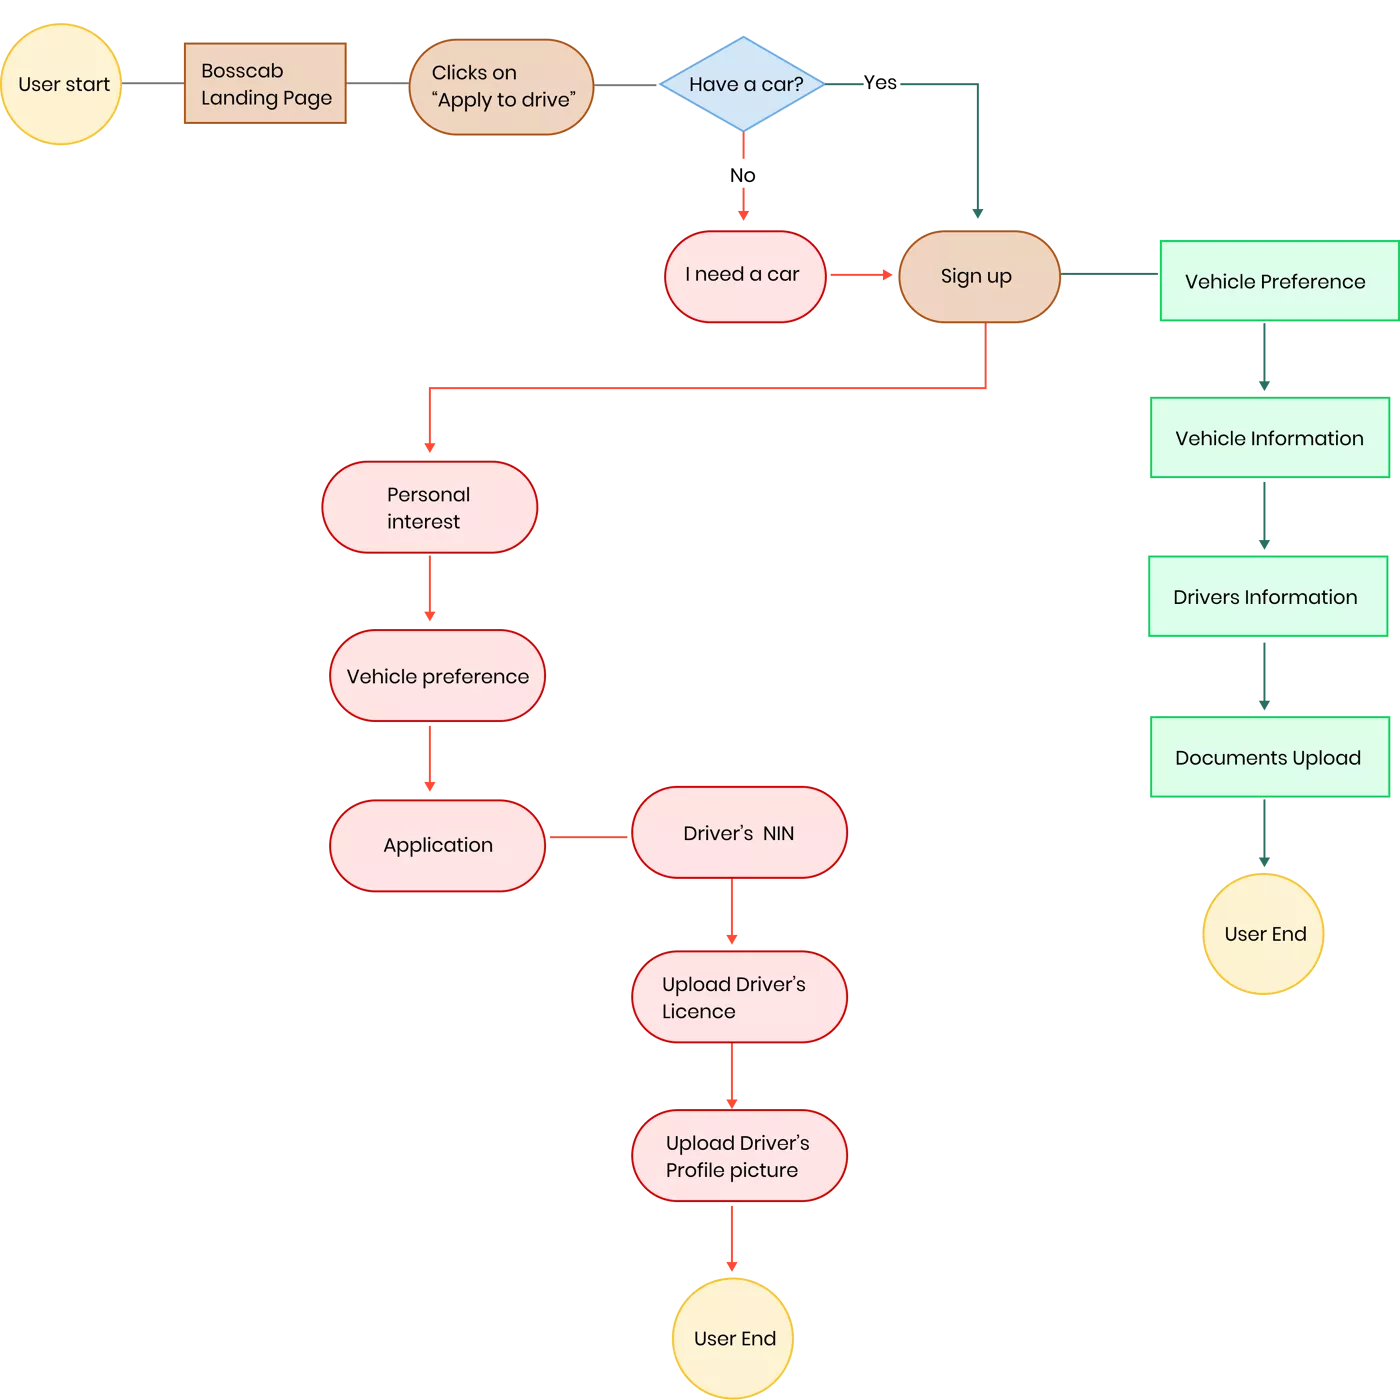 User start
Bosscab
Landing Page
Clicks on
“Apply to drive”
Have a car?
Yes
No
I need a car
Sign up
Vehicle Preference
Vehicle Information
Drivers Information
Documents Upload
User End
Personal
interest
Vehicle preference
Application
Driver’s  NIN
Upload Driver’s
Licence
Upload Driver’s
Profile picture
User End